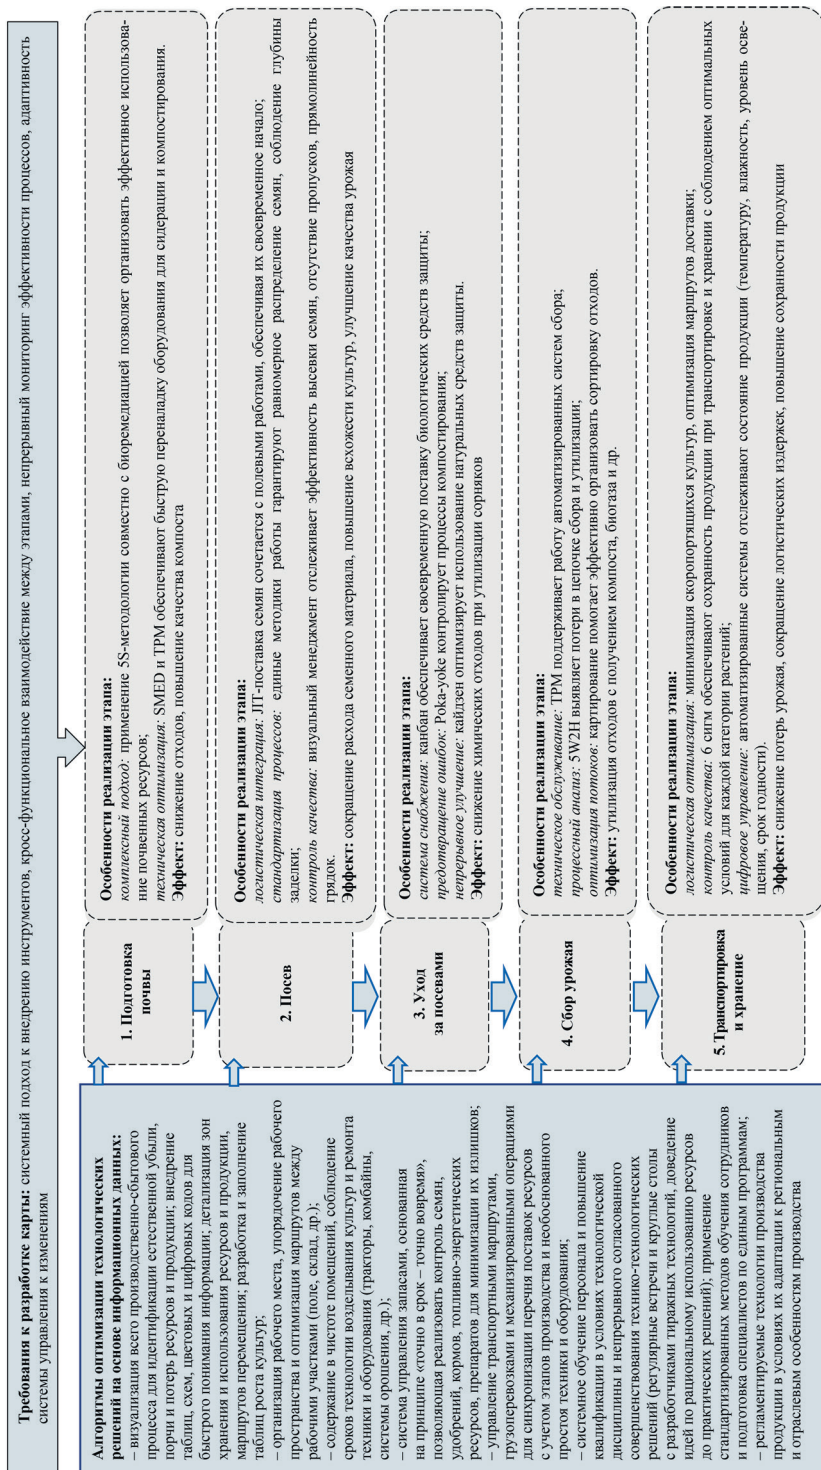 Требования к разработке карты: системный подход к внедрению инструментов, кросс-функциональное взаимодействие между этапами, непрерывный мониторинг эффективности процессов, адаптивность
системы управления к изменениям
Алгоритмы оптимизации технологических
решений на основе информационных данных:
– визуализация всего производственно-сбытового
процесса для идентификации естественной убыли,
порчи и потерь ресурсов и продукции; внедрение
таблиц, схем, цветовых и цифровых кодов для
быстрого понимания информации; детализация зон
хранения и использования ресурсов и продукции,
маршрутов перемещения; разработка и заполнение
таблиц роста культур;
– организация рабочего места, упорядочение рабочего
пространства и оптимизация маршрутов между
рабочими участками (поле, склад, др.);
– содержание в чистоте помещений, соблюдение
сроков технологии возделывания культур и ремонта
техники и оборудования (тракторы, комбайны,
системы орошения, др.);
– система управления запасами, основанная
на принципе «точно в срок – точно вовремя»,
позволяющая реализовать контроль семян,
удобрений, кормов, топливно-энергетических
ресурсов, препаратов для минимизации их излишков;
– управление транспортными маршрутами,
грузоперевозками и механизированными операциями
для синхронизации перечня поставок ресурсов
с учетом этапов производства и необоснованного
простоя техники и оборудования;
– системное обучение персонала и повышение
квалификации в условиях технологической
дисциплины и непрерывного согласованного
совершенствования технико-технологических
решений (регулярные встречи и круглые столы
с разработчиками тиражных технологий, доведение
идей по рациональному использованию ресурсов
до практических решений); применение
стандартизированных методов обучения сотрудников
и подготовка специалистов по единым программам;
– регламентируемые технологии производства
продукции в условиях их адаптации к региональным
и отраслевым особенностям производства
1. Подготовка
почвы
Особенности реализации этапа:
комплексный подход: применение 5S-методологии совместно с биоремедиацией позволяет организовать эффективное использова-
ние почвенных ресурсов;
техническая оптимизация: SMED и TPM обеспечивают быструю переналадку оборудования для сидерации и компостирования.
Эффект: снижение отходов, повышение качества компоста
2. Посев
Особенности реализации этапа:
логистическая интеграция: JIT-поставка семян сочетается с полевыми работами, обеспечивая их своевременное начало;
стандартизация процессов: единые методики работы гарантируют равномерное распределение семян, соблюдение глубины
заделки;
контроль качества: визуальный менеджмент отслеживает эффективность высевки семян, отсутствие пропусков, прямолинейность
грядок.
Эффект: сокращение расхода семенного материала, повышение всхожести культур, улучшение качества урожая
3. Уход
за посевами
Особенности реализации этапа:
система снабжения: канбан обеспечивает своевременную поставку биологических средств защиты;
предотвращение ошибок: Poka-yoke контролирует процессы компостирования;
непрерывное улучшение: кайдзен оптимизирует использование натуральных средств защиты.
Эффект: снижение химических отходов при утилизации сорняков
4. Сбор урожая
Особенности реализации этапа:
техническое обслуживание: TPM поддерживает работу автоматизированных систем сбора;
процессный анализ: 5W2H выявляет потери в цепочке сбора и утилизации;
оптимизация потоков: картирование помогает эффективно организовать сортировку отходов.
Эффект: утилизация отходов с получением компоста, биогаза и др.
5. Транспортировка
и хранение
Особенности реализации этапа:
логистическая оптимизация: минимизация скоропортящихся культур, оптимизация маршрутов доставки;
контроль качества: 6 сигм обеспечивают сохранность продукции при транспортировке и хранении с соблюдением оптимальных
условий для каждой категории растений;
цифровое управление: автоматизированные системы отслеживают состояние продукции (температуру, влажность, уровень осве-
щения, срок годности).
Эффект: снижение потерь урожая, сокращение логистических издержек, повышение сохранности продукции